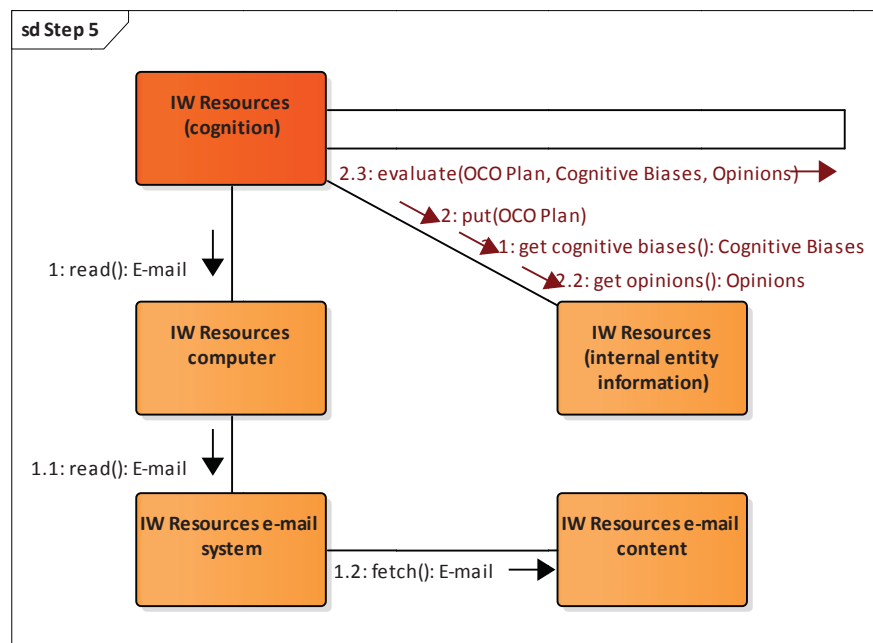 sd Step 5
IW Resources
(cognition)
2.3: evaluate(OCO Plan, Cognitive Biases, Opinions)
2: put(OCO Plan)
2.1: get cognitive biases(): Cognitive Biases
2.2: get opinions(): Opinions
1: read(): E-mail
IW Resources
computer
IW Resources
(internal entity
information)
1.1: read(): E-mail
IW Resources e-mail
system
IW Resources e-mail
content
1.2: fetch(): E-mail